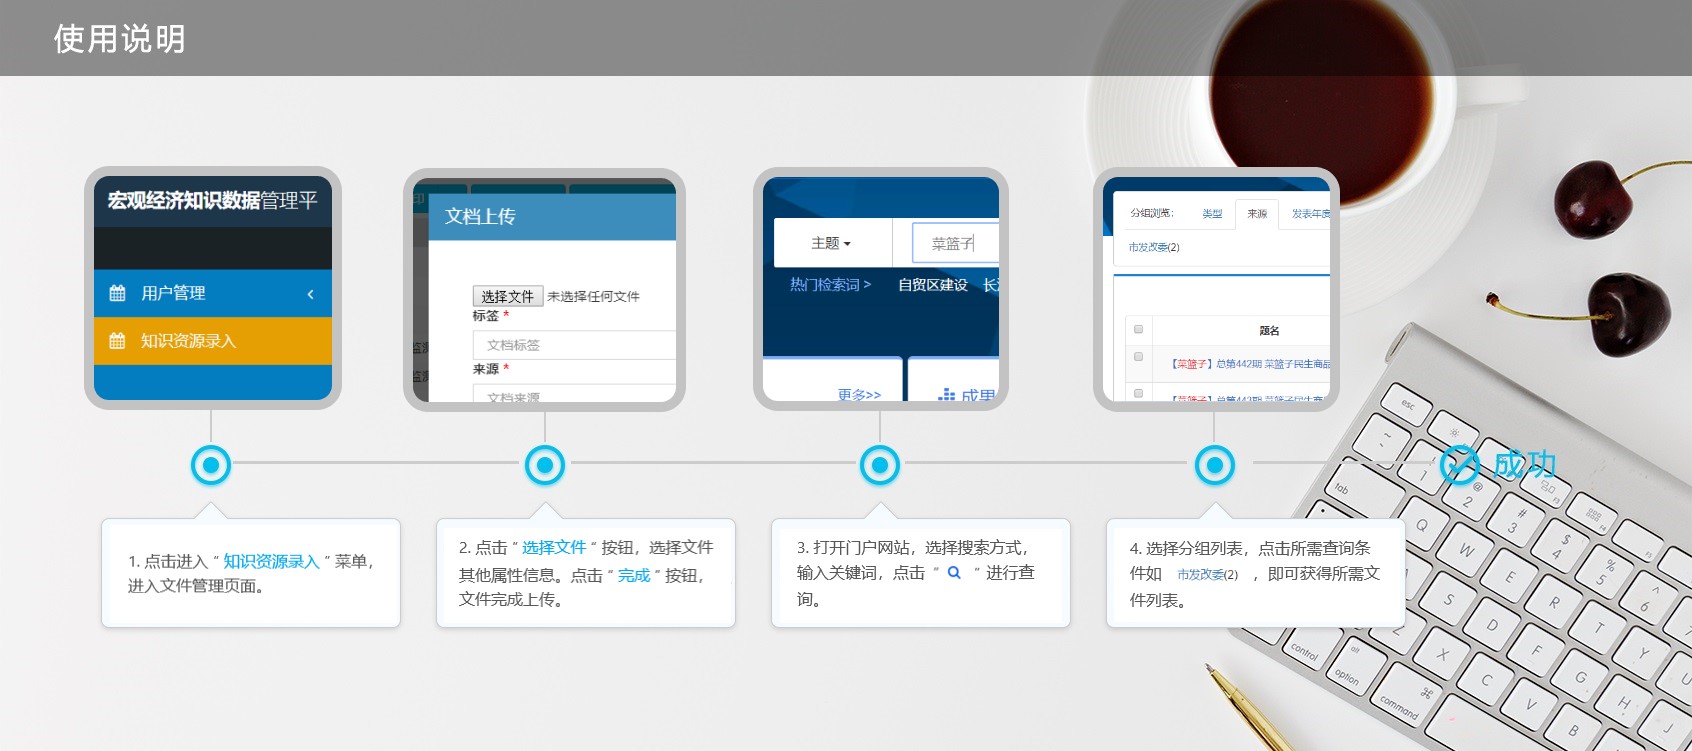 使用说明
宏观经济知识数据管理平
用户管理
知识资源录入
文档上传
选择文件 未选择任何文件
标签 *
文档标签
来源 *
文档来源
主题
菜篮子
热门检索词 >
自贸区建设
更多>>
分组浏览：
类型
来源
发表年度
市发改委(2)
题名
【菜篮子】总第442期 菜篮子民生商品
成功
1. 点击进入“知识资源录入”菜单，
进入文件管理页面。
2. 点击“选择文件“按钮，选择文件
其他属性信息。点击“完成”按钮，
文件完成上传。
3. 打开门户网站，选择搜索方式，
输入关键词，点击“ ”进行查
询。
4. 选择分组列表，点击所需查询条
件如 市发改委(2) ，即可获得所需文
件列表。
esc
tab
control
alt
option
command